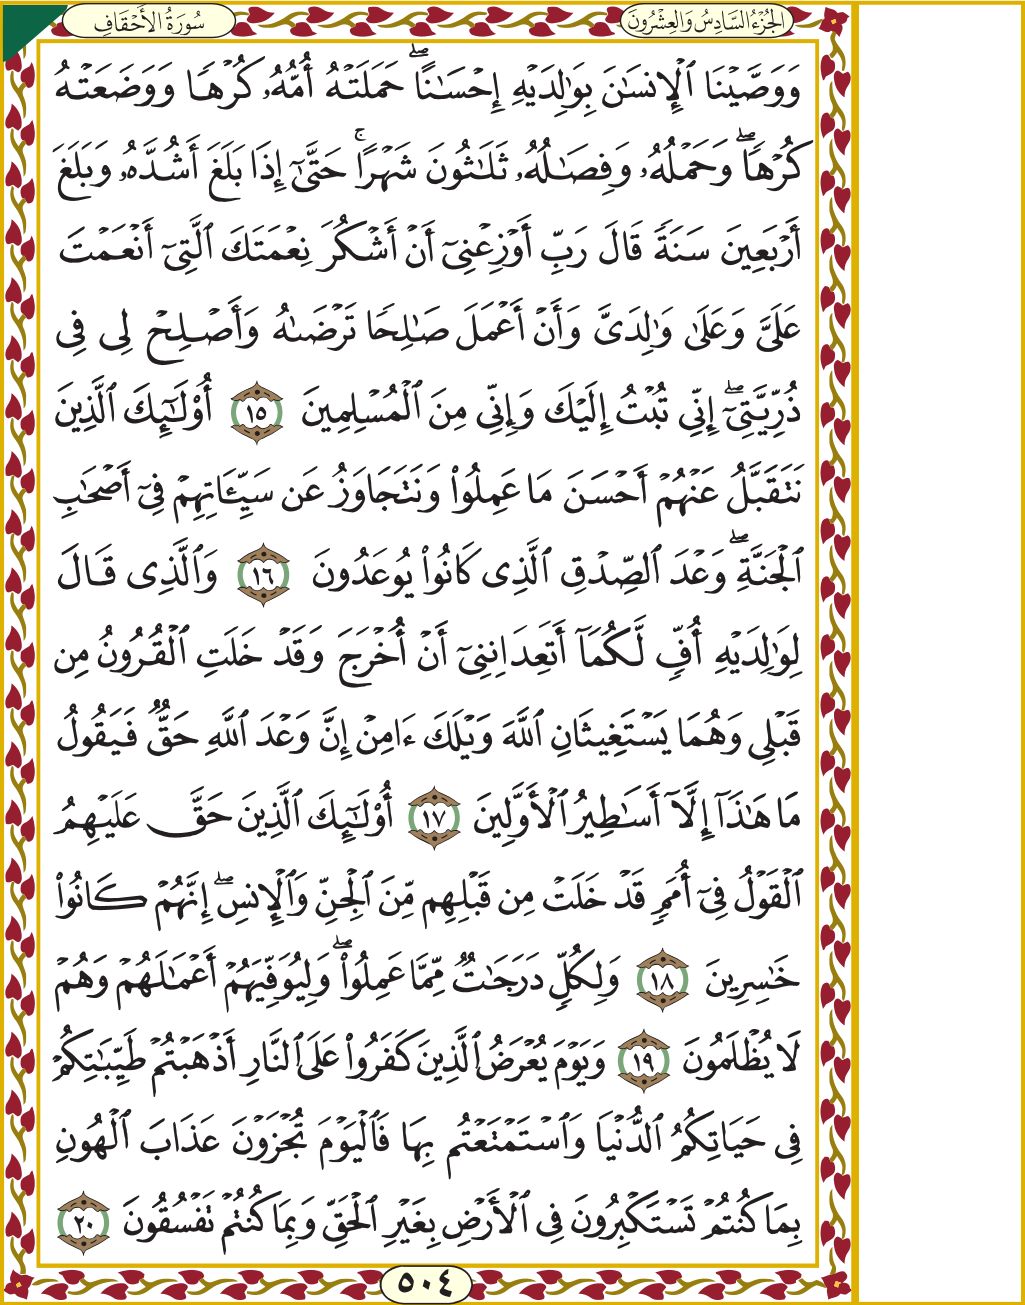 الجُزْءُ السَّادِسُ وَالعِشْرُونَ
سُورَةُ الأَحْقَافِ
وَوَصَّيْنَا ٱلْإِنسَٰنَ بِوَٰلِدَيْهِ إِحْسَٰنًاۖ حَمَلَتْهُ أُمُّهُۥ كُرْهًا وَوَضَعَتْهُ
كُرْهًاۖ وَحَمْلُهُۥ وَفِصَٰلُهُۥ ثَلَٰثُونَ شَهْرًاۚ حَتَّىٰٓ إِذَا بَلَغَ أَشُدَّهُۥ وَبَلَغَ
أَرْبَعِينَ سَنَةً قَالَ رَبِّ أَوْزِعْنِىٓ أَنْ أَشْكُرَ نِعْمَتَكَ ٱلَّتِىٓ أَنْعَمْتَ
عَلَىَّ وَعَلَىٰ وَٰلِدَىَّ وَأَنْ أَعْمَلَ صَٰلِحًا تَرْضَىٰهُ وَأَصْلِحْ لِى فِى
ذُرِّيَّتِىٓۖ إِنِّى تُبْتُ إِلَيْكَ وَإِنِّى مِنَ ٱلْمُسْلِمِينَ ١٥ أُو۟لَٰٓئِكَ ٱلَّذِينَ
نَتَقَبَّلُ عَنْهُمْ أَحْسَنَ مَا عَمِلُوا۟ وَنَتَجَاوَزُ عَن سَيِّـَٔاتِهِمْ فِىٓ أَصْحَٰبِ
ٱلْجَنَّةِۖ وَعْدَ ٱلصِّدْقِ ٱلَّذِى كَانُوا۟ يُوعَدُونَ ١٦ وَٱلَّذِى قَالَ
لِوَٰلِدَيْهِ أُفٍّ لَّكُمَآ أَتَعِدَانِنِىٓ أَنْ أُخْرَجَ وَقَدْ خَلَتِ ٱلْقُرُونُ مِن
قَبْلِى وَهُمَا يَسْتَغِيثَانِ ٱللَّهَ وَيْلَكَ ءَامِنْ إِنَّ وَعْدَ ٱللَّهِ حَقٌّ فَيَقُولُ
مَا هَٰذَآ إِلَّآ أَسَٰطِيرُ ٱلْأَوَّلِينَ ١٧ أُو۟لَٰٓئِكَ ٱلَّذِينَ حَقَّ عَلَيْهِمُ
ٱلْقَوْلُ فِىٓ أُمَمٍ قَدْ خَلَتْ مِن قَبْلِهِم مِّنَ ٱلْجِنِّ وَٱلْإِنسِۖ إِنَّهُمْ كَانُوا۟
خَٰسِرِينَ ١٨ وَلِكُلٍّ دَرَجَٰتٌ مِّمَّا عَمِلُوا۟ۖ وَلِيُوَفِّيَهُمْ أَعْمَٰلَهُمْ وَهُمْ
لَا يُظْلَمُونَ ١٩ وَيَوْمَ يُعْرَضُ ٱلَّذِينَ كَفَرُوا۟ عَلَى ٱلنَّارِ أَذْهَبْتُمْ طَيِّبَٰتِكُمْ
فِى حَيَاتِكُمُ ٱلدُّنْيَا وَٱسْتَمْتَعْتُم بِهَا فَٱلْيَوْمَ تُجْزَوْنَ عَذَابَ ٱلْهُونِ
بِمَا كُنتُمْ تَسْتَكْبِرُونَ فِى ٱلْأَرْضِ بِغَيْرِ ٱلْحَقِّ وَبِمَا كُنتُمْ تَفْسُقُونَ ٢٠
٥٠٤